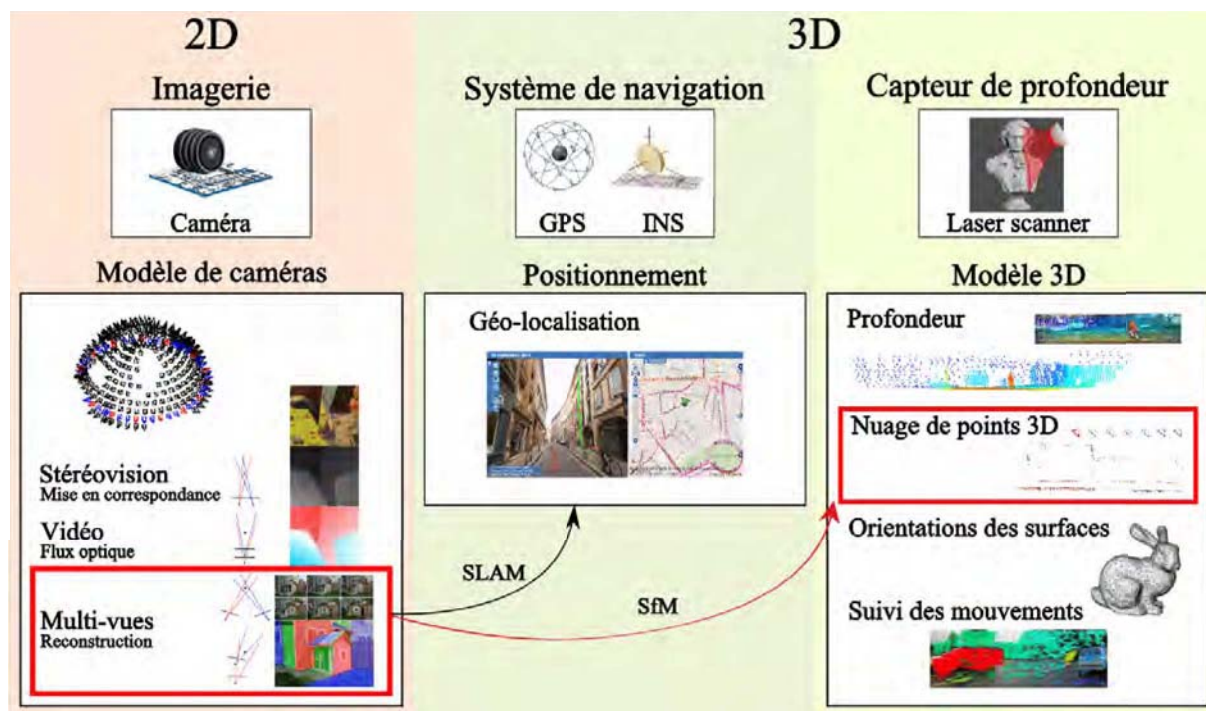 2D
3D
Imagerie
Système de navigation
Capteur de profondeur
Caméra
GPS
INS
Laser scanner
Modèle de caméras
Positionnement
Modèle 3D
Stéréovision
Mise en correspondance
Vidéo
Flux optique
Multi-vues
Reconstruction
Géo-localisation
SLAM
SfM
Profondeur
Nuage de points 3D
Orientations des surfaces
Suivi des mouvements